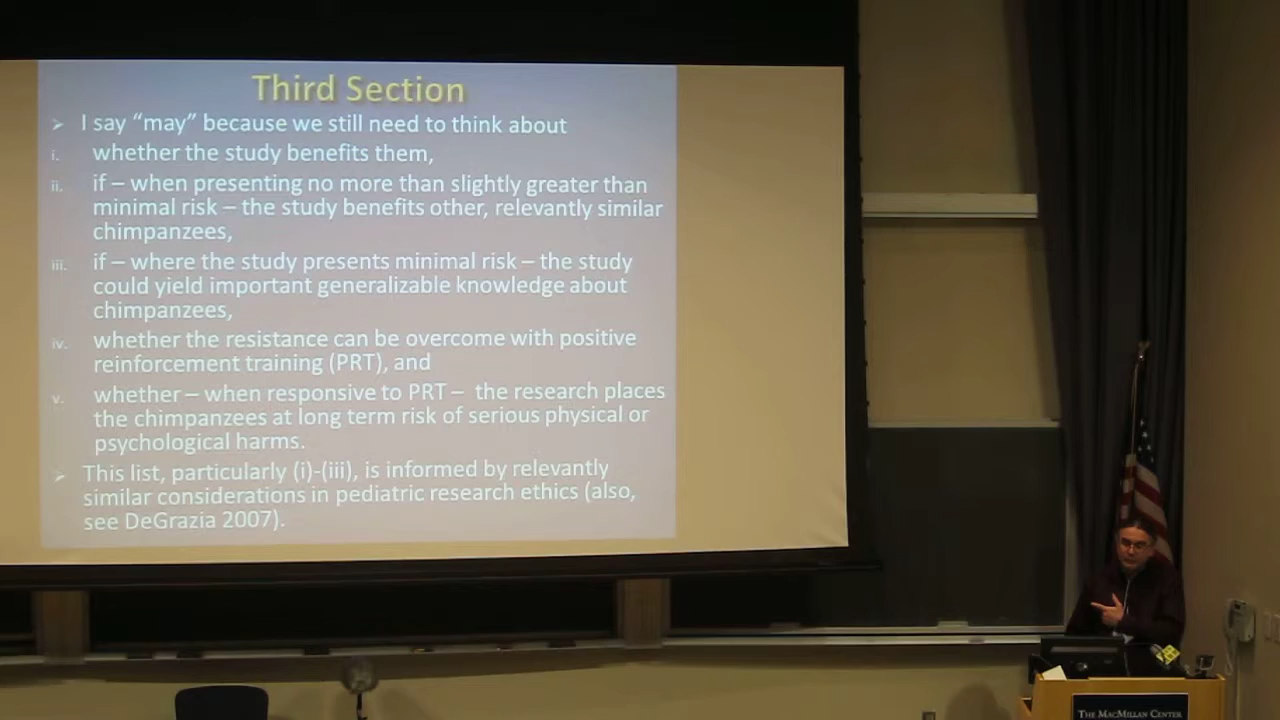 Third Section
➢ I say “may” because we still need to think about
i. whether the study benefits them,
ii. if – when presenting no more than slightly greater than
minimal risk – the study benefits other, relevantly similar
chimpanzees,
iii. if – where the study presents minimal risk – the study
could yield important generalizable knowledge about
chimpanzees,
iv. whether the resistance can be overcome with positive
reinforcement training (PRT), and
v. whether – when responsive to PRT – the research places
the chimpanzees at long term risk of serious physical or
psychological harms.
➢ This list, particularly (i)-(iii), is informed by relevantly
similar considerations in pediatric research ethics (also,
see DeGrazia 2007).
THE MACMILLAN CENTER